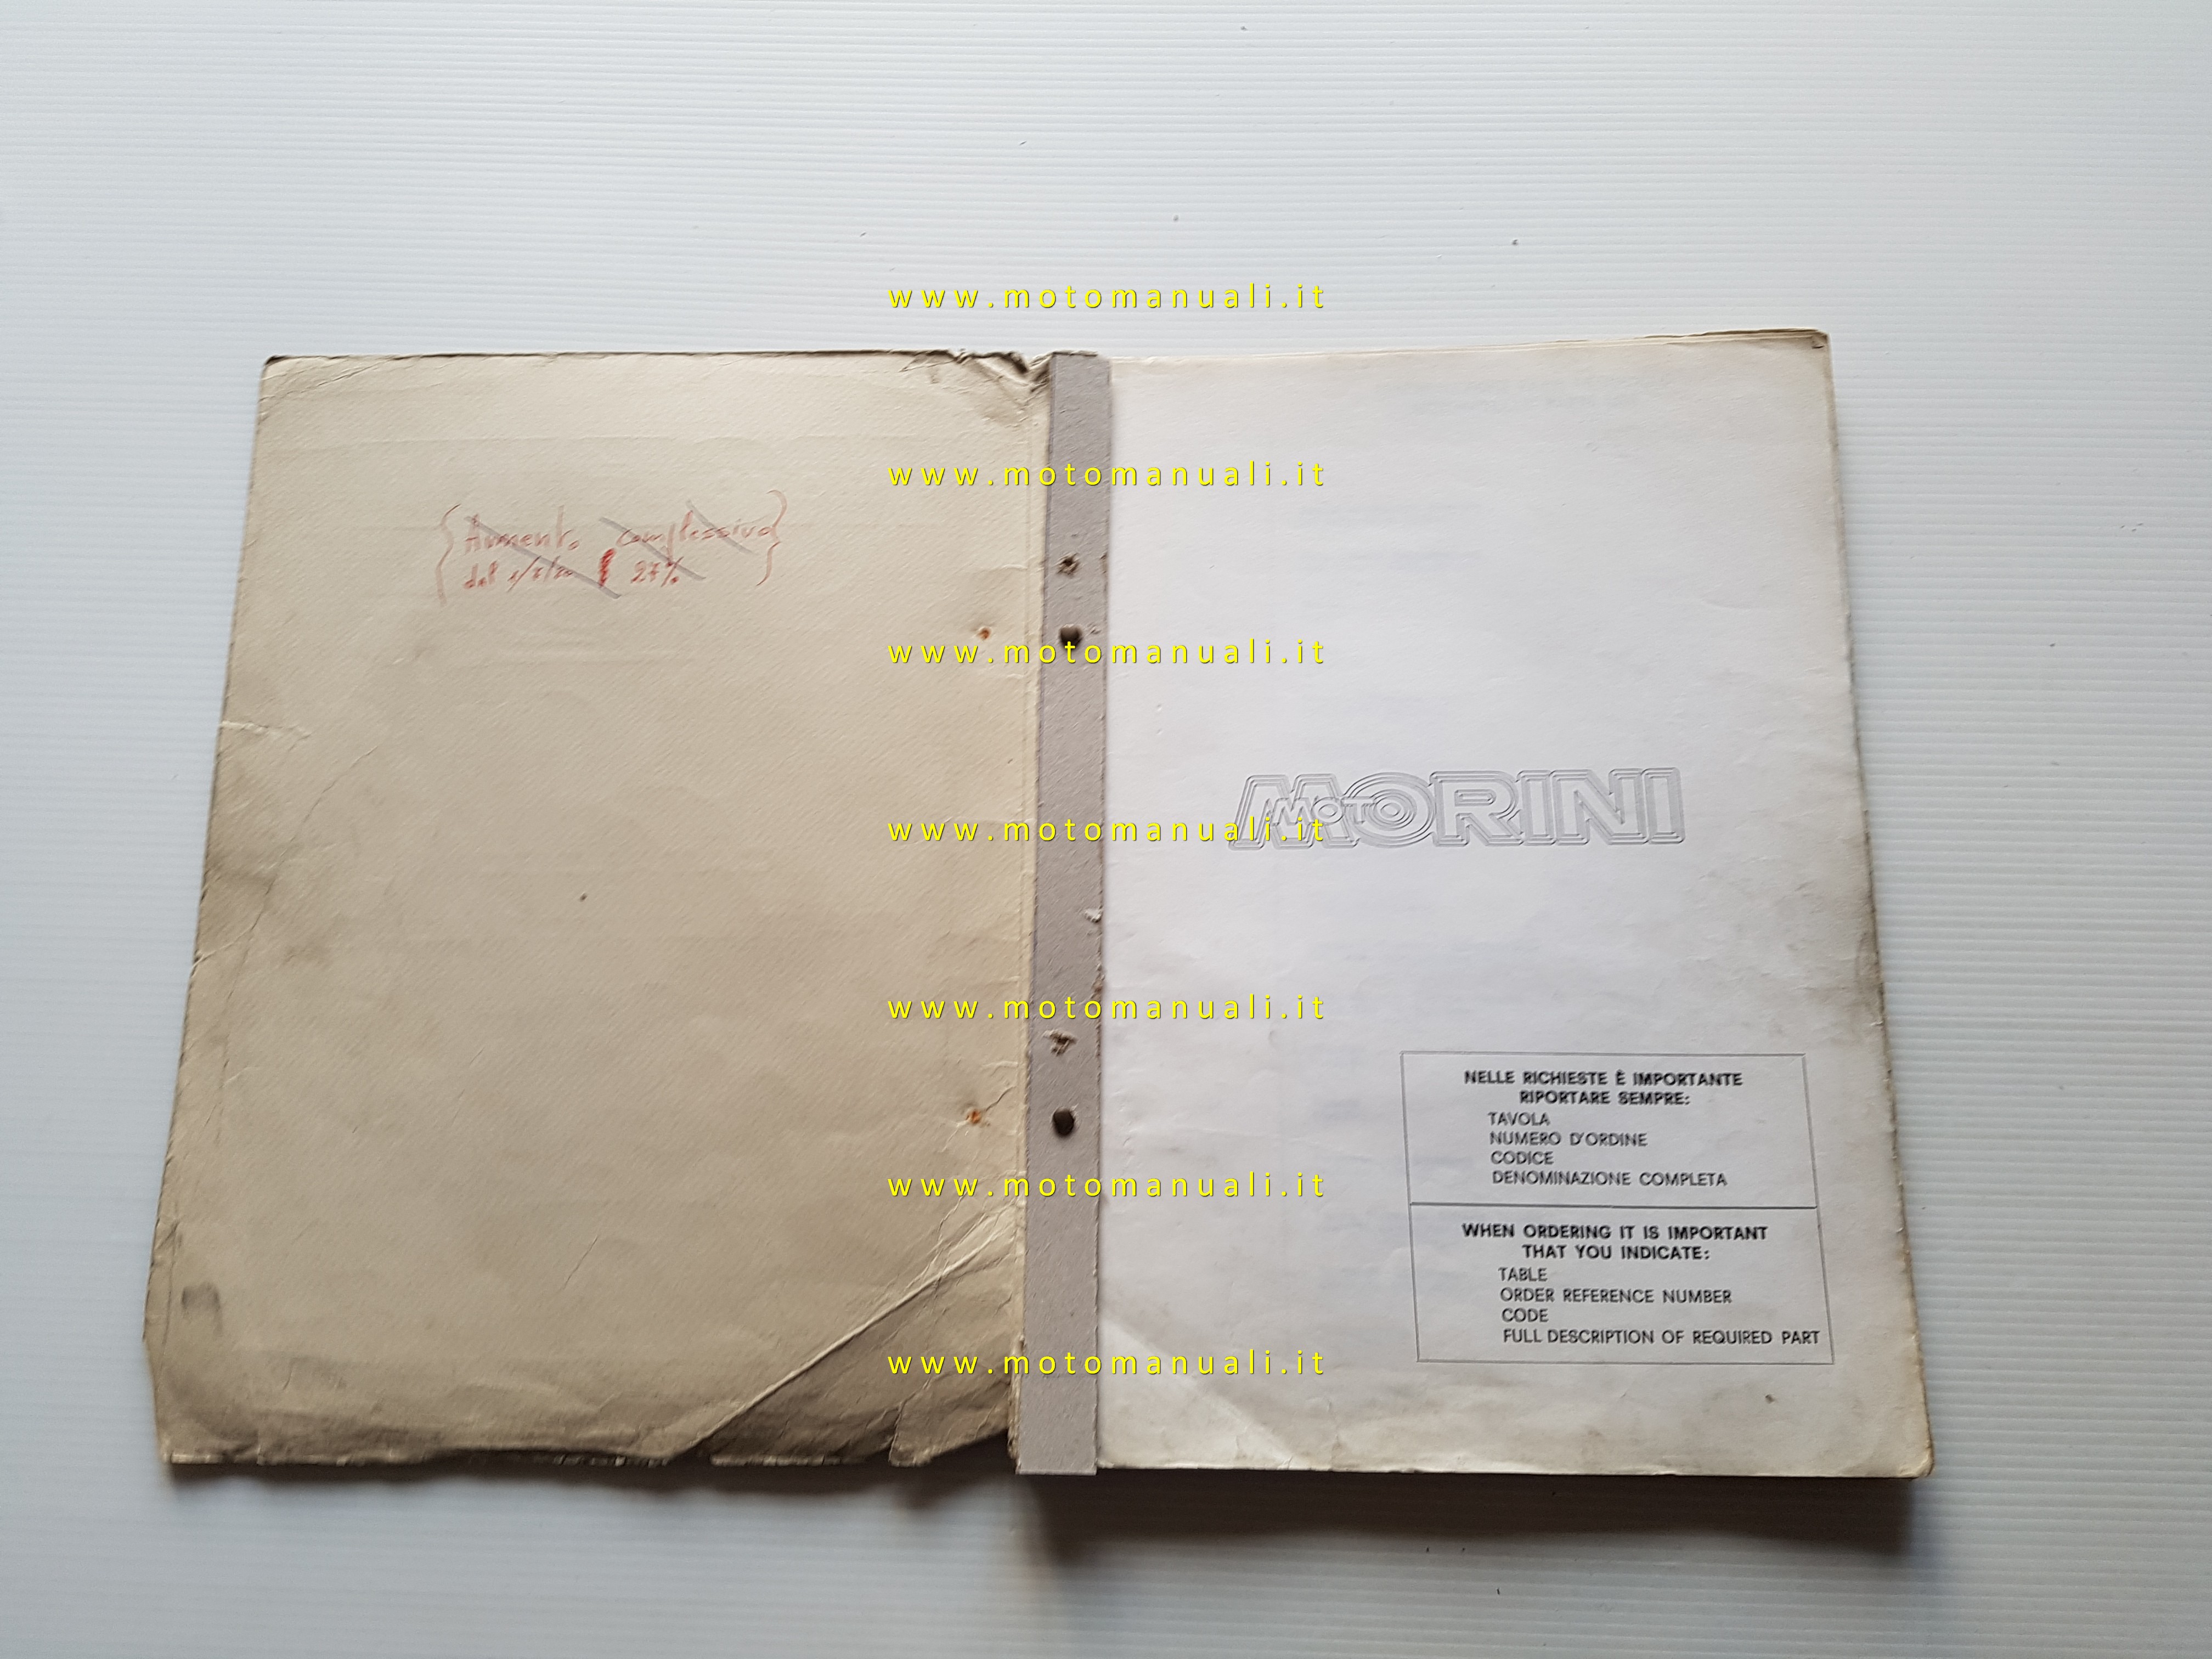 www.motomanuali.it
www.motomanuali.it
Aumento complessivo
dal 27%
www.motomanuali.it
MOTO MORINI
www.motomanuali.it
www.motomanuali.it
NELLE RICHIESTE È IMPORTANTE
RIPORTARE SEMPRE:
TAVOLA
NUMERO D'ORDINE
CODICE
DENOMINAZIONE COMPLETA
www.motomanuali.it
WHEN ORDERING IT IS IMPORTANT
THAT YOU INDICATE:
TABLE
ORDER REFERENCE NUMBER
CODE
FULL DESCRIPTION OF REQUIRED PART
www.motomanuali.it